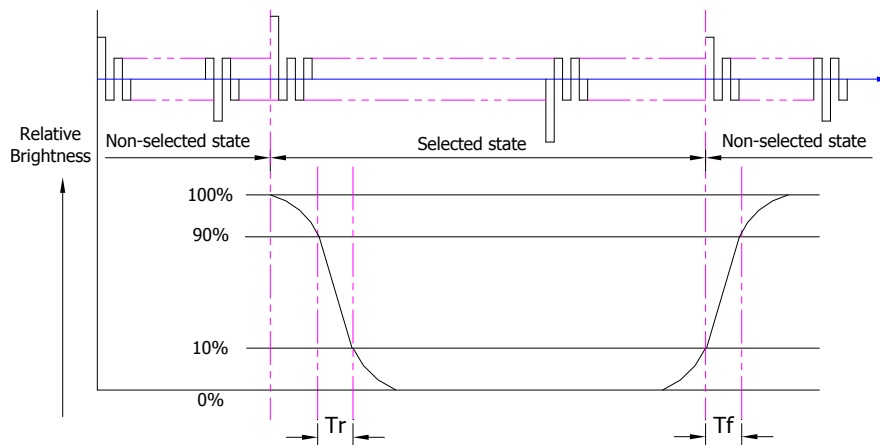 Non-selected state
Selected state
Non-selected state
Relative
Brightness
100%
90%
10%
0%
Tr
Tf